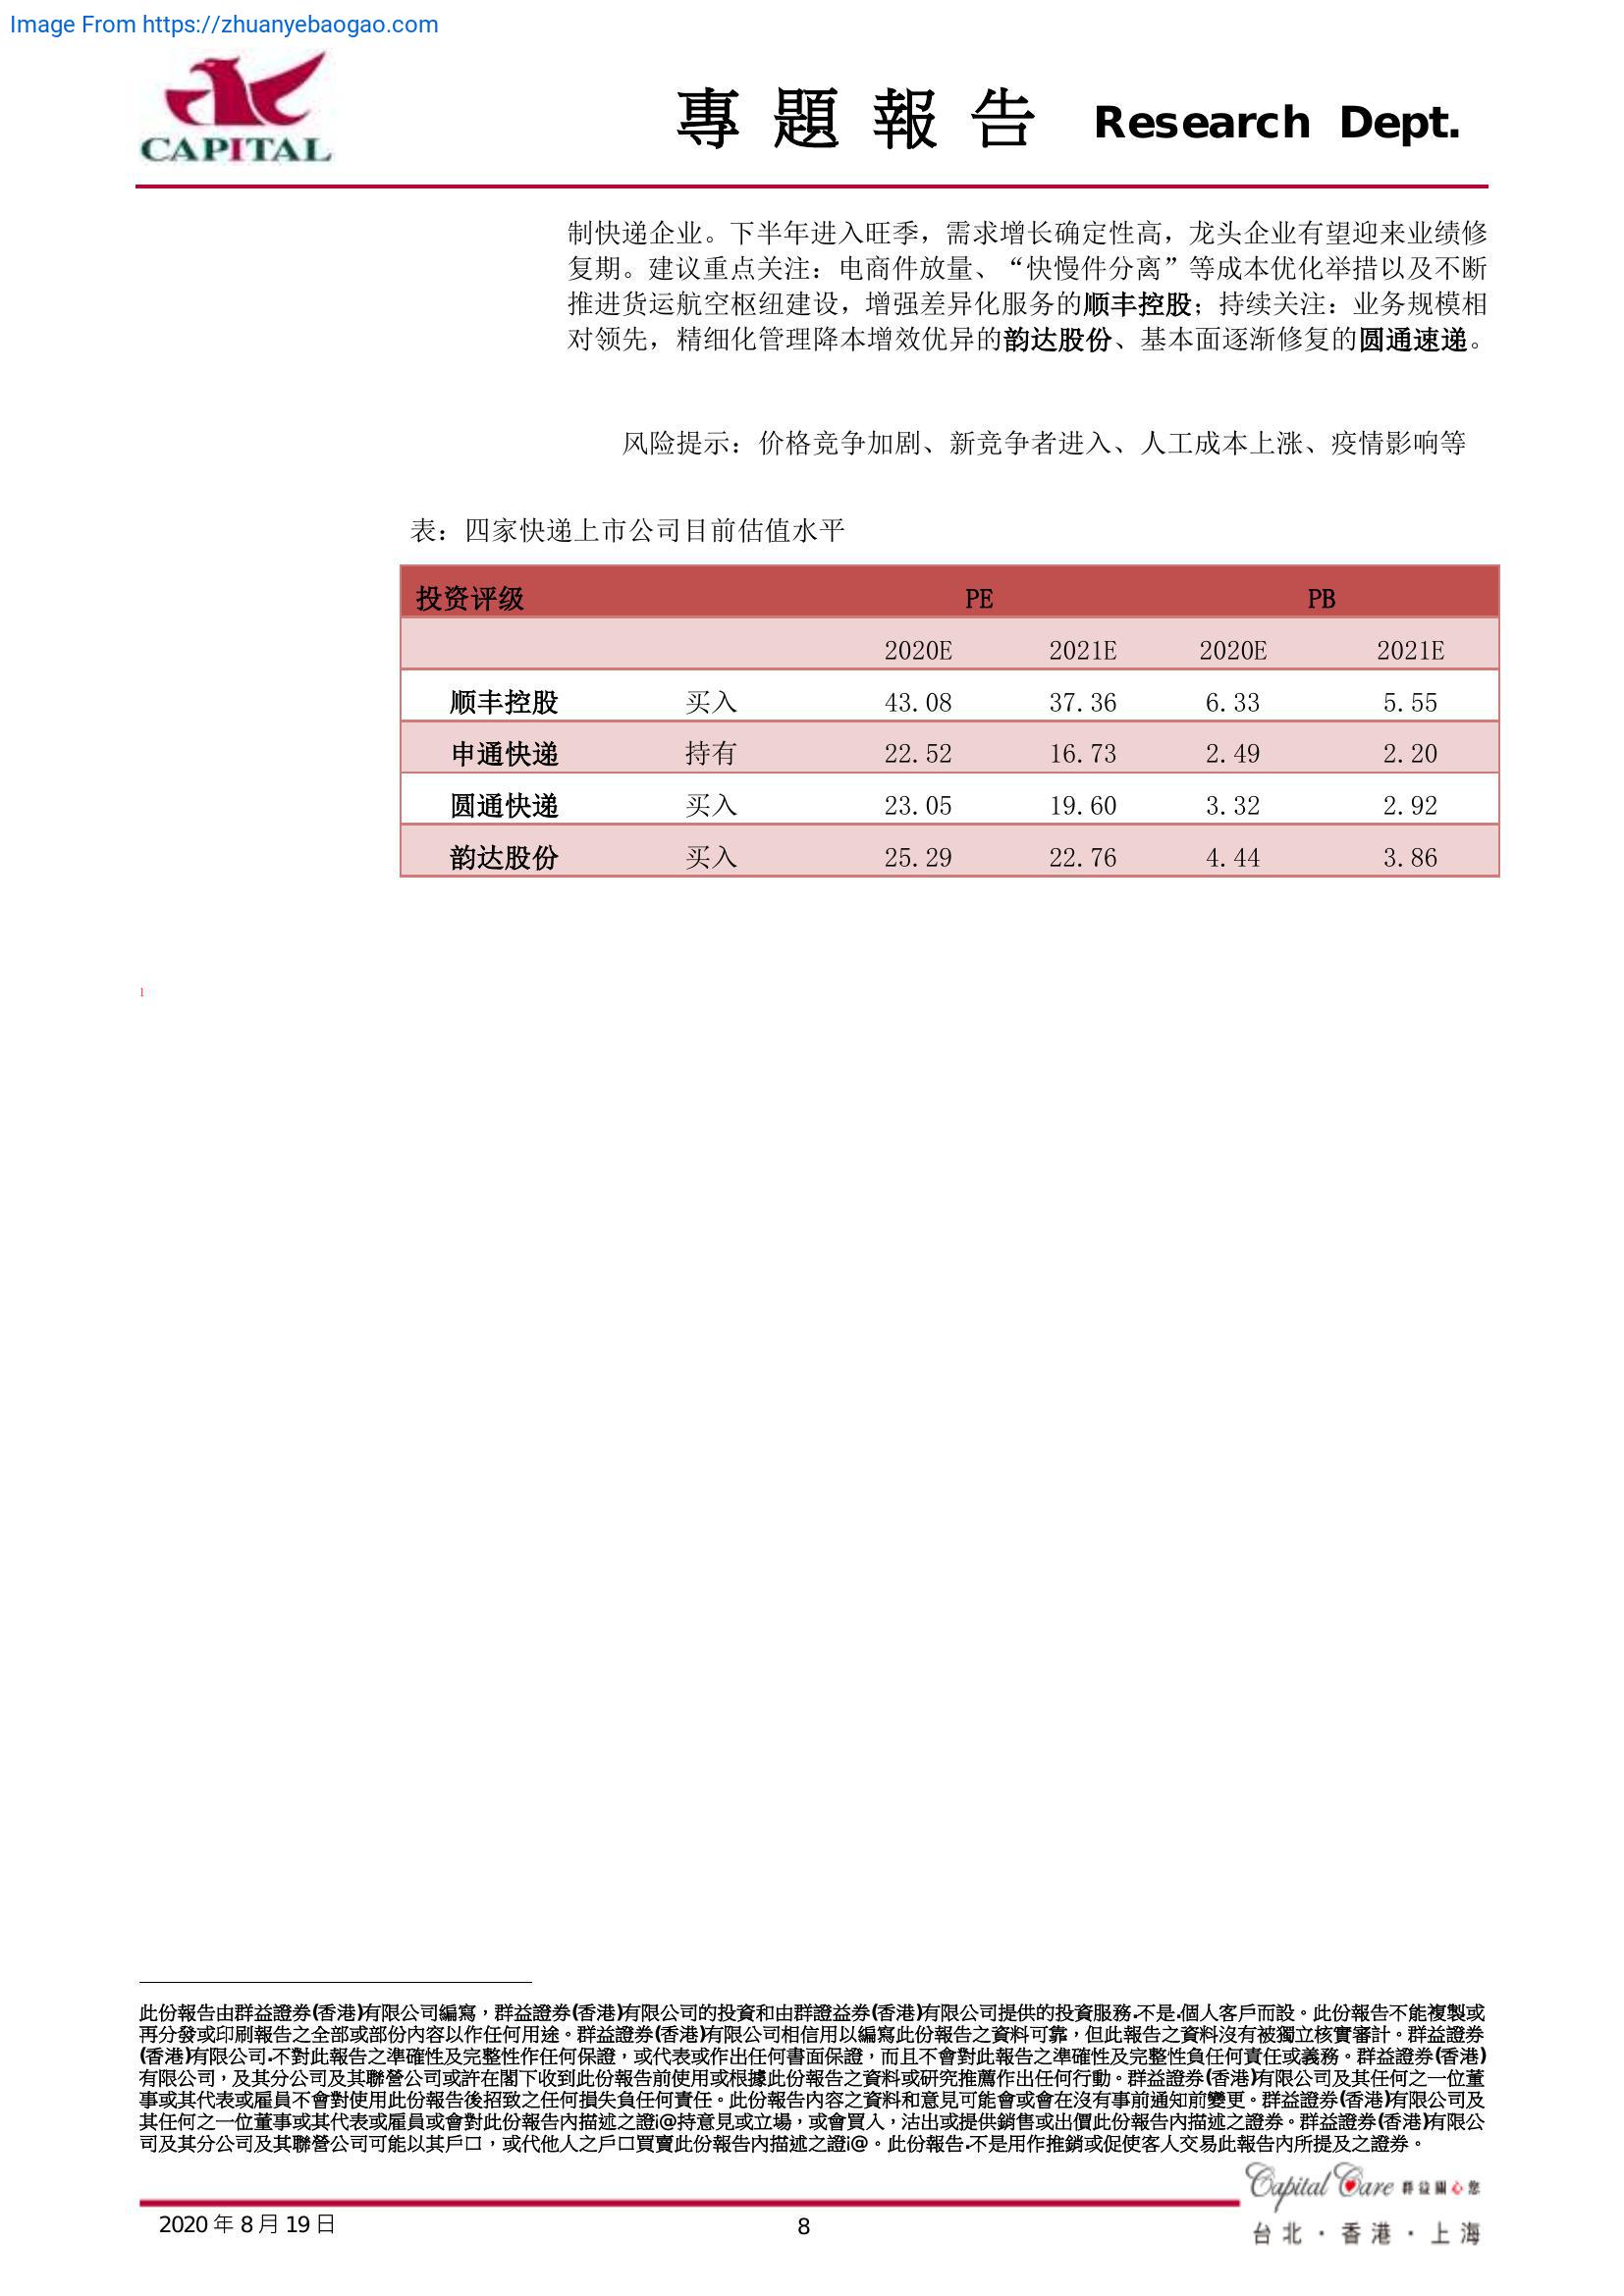 Image From https://zhuanyebaogao.com
CAPITAL
專題報告 Research Dept.
制快递企业。下半年进入旺季，需求增长确定性高，龙头企业有望迎来业绩修
复期。建议重点关注：电商件放量、“快慢件分离”等成本优化举措以及不断
推进货运航空枢纽建设，增强差异化服务的顺丰控股；持续关注：业务规模相
对领先，精细化管理降本增效优异的韵达股份、基本面逐渐修复的圆通速递。
风险提示：价格竞争加剧、新竞争者进入、人工成本上涨、疫情影响等
表：四家快递上市公司目前估值水平
投资评级 PE PB
2020E 2021E 2020E 2021E
顺丰控股 买入 43.08 37.36 6.33 5.55
申通快递 持有 22.52 16.73 2.49 2.20
圆通快递 买入 23.05 19.60 3.32 2.92
韵达股份 买入 25.29 22.76 4.44 3.86
1
此份報告由群益證券(香港)有限公司編寫，群益證券(香港)有限公司的投資和由群證益券(香港)有限公司提供的投資服務.不是.個人客戶而設。此份報告不能複製或
再分發或印刷報告之全部或部份內容以作任何用途。群益證券(香港)有限公司相信用以編寫此份報告之資料可靠，但此報告之資料沒有被獨立核實審計。群益證券
(香港)有限公司.不對此報告之準確性及完整性作任何保證，或代表或作出任何書面保證，而且不會對此報告之準確性及完整性負任何責任或義務。群益證券(香港)
有限公司，及其分公司及其聯營公司或許在閣下收到此份報告前使用或根據此份報告之資料或研究推薦作出任何行動。群益證券(香港)有限公司及其任何之一位董
事或其代表或雇員不會對使用此份報告後招致之任何損失負任何責任。此份報告內容之資料和意見可能會或會在沒有事前通知前變更。群益證券(香港)有限公司及
其任何之一位董事或其代表或雇員或會對此份報告內描述之證i@持意見或立場，或會買人，沽出或提供銷售或出價此份報告內描述之證券。群益證券(香港)有限公
司及其分公司及其聯營公司可能以其戶口，或代他人之戶口買賣此份報告內描述之證i@。此份報告.不是用作推銷或促使客人交易此報告內所提及之證券。
Capital Care 群益關心您
2020 年 8 月 19 日
8
台北．香港．上海